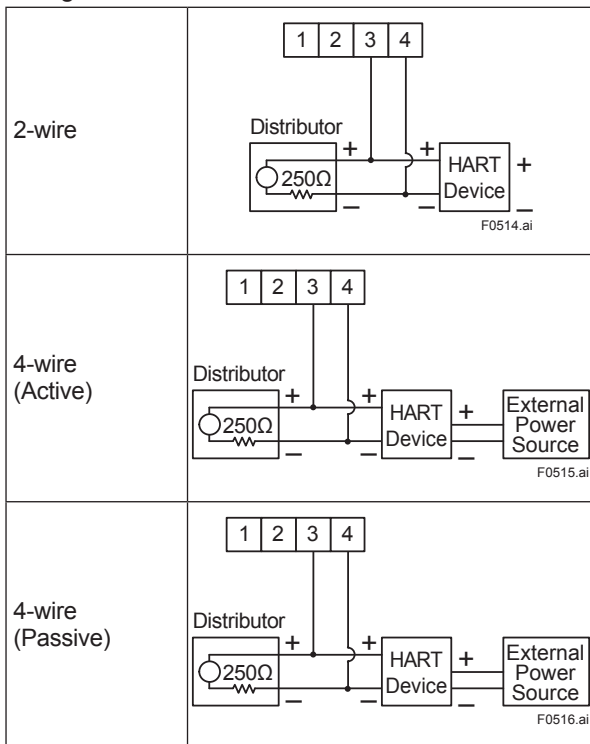 1 2 3 4
2-wire
Distributor
+ +
HART +
250Ω
Device
– – –
F0514.ai
1 2 3 4
4-wire
(Active)
Distributor
+ +
HART + External
250Ω Power
Device Source
– – –
F0515.ai
1 2 3 4
4-wire
(Passive)
Distributor
+ +
HART + External
250Ω Power
Device Source
– – –
F0516.ai